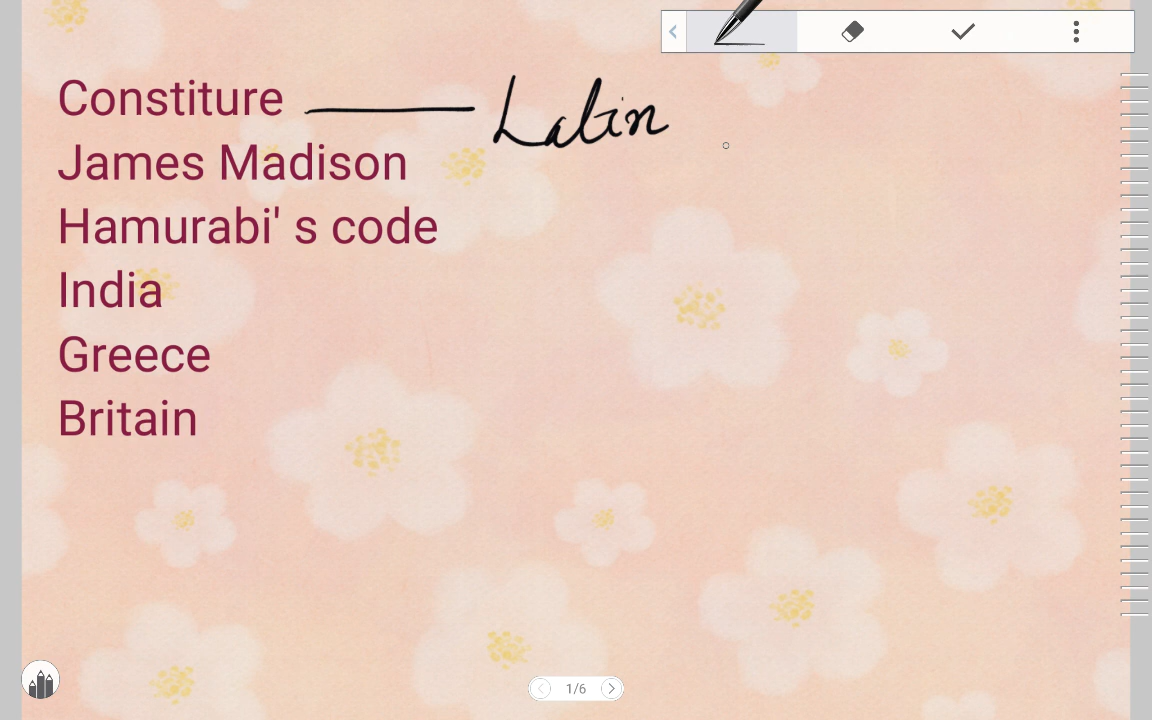 Constiture —— Latin
James Madison
Hamurabi' s code
India
Greece
Britain
1/6